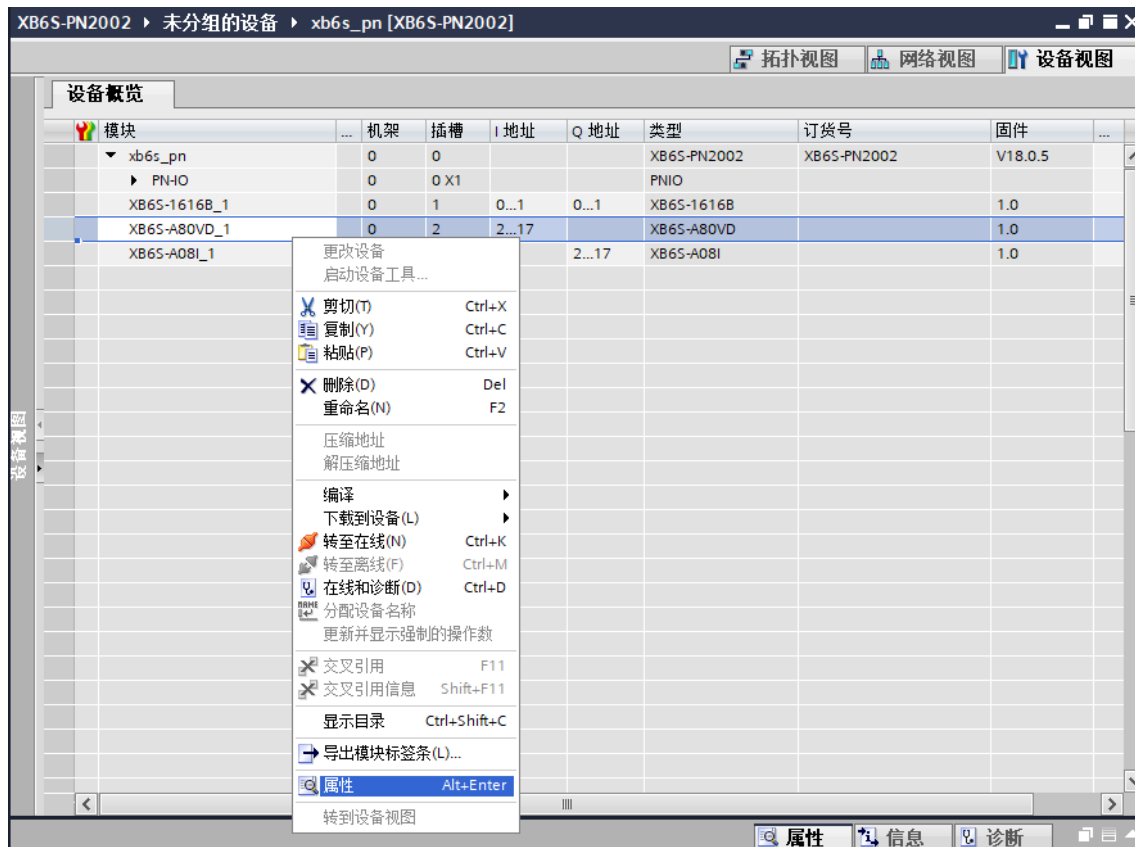 XB6S-PN2002 ▸ 未分组的设备 ▸ xb6s_pn [XB6S-PN2002]
拓扑视图 网络视图 设备视图
设备概览
模块 ... 机架 插槽 I 地址 Q 地址 类型 订货号 固件 ...
xb6s_pn 0 0 XB6S-PN2002 XB6S-PN2002 V18.0.5
PN-IO 0 0 X1 PNIO
XB6S-1616B_1 0 1 0...1 0...1 XB6S-1616B 1.0
XB6S-A80VD_1 0 2 2...17 XB6S-A80VD 1.0
XB6S-A08I_1 2...17 XB6S-A08I 1.0
更改设备
启动设备工具...
剪切(T) Ctrl+X
复制(Y) Ctrl+C
粘贴(P) Ctrl+V
删除(D) Del
重命名(N) F2
压缩地址
解压缩地址
编译
下载到设备(L)
转至在线(N) Ctrl+K
转至离线(F) Ctrl+M
在线和诊断(D) Ctrl+D
分配设备名称
更新并显示强制的操作数
交叉引用 F11
交叉引用信息 Shift+F11
显示目录 Ctrl+Shift+C
导出模块标签条(L)...
属性 Alt+Enter
转到设备视图
设备视图
属性 信息 诊断